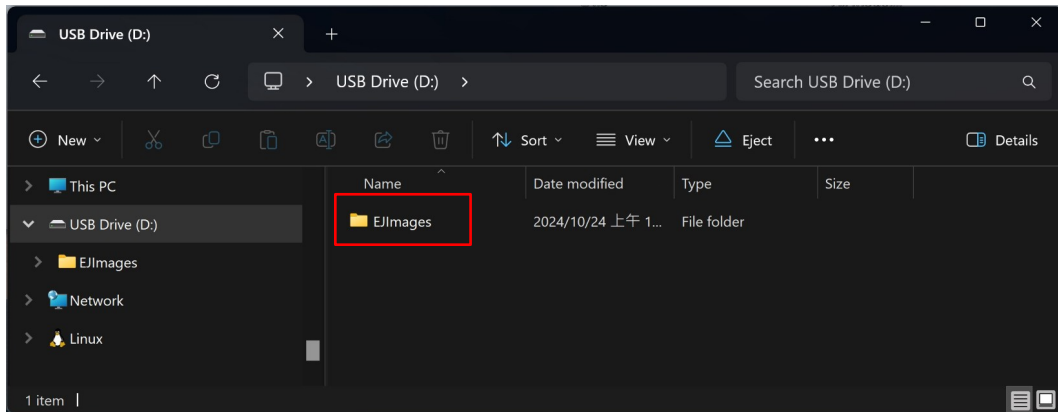 USB Drive (D:)
USB Drive (D:)
Search USB Drive (D:)
New
Sort
View
Eject
Details
This PC
USB Drive (D:)
EJImages
Network
Linux
Name
Date modified
Type
Size
EJImages
2024/10/24 上午 1...
File folder
1 item